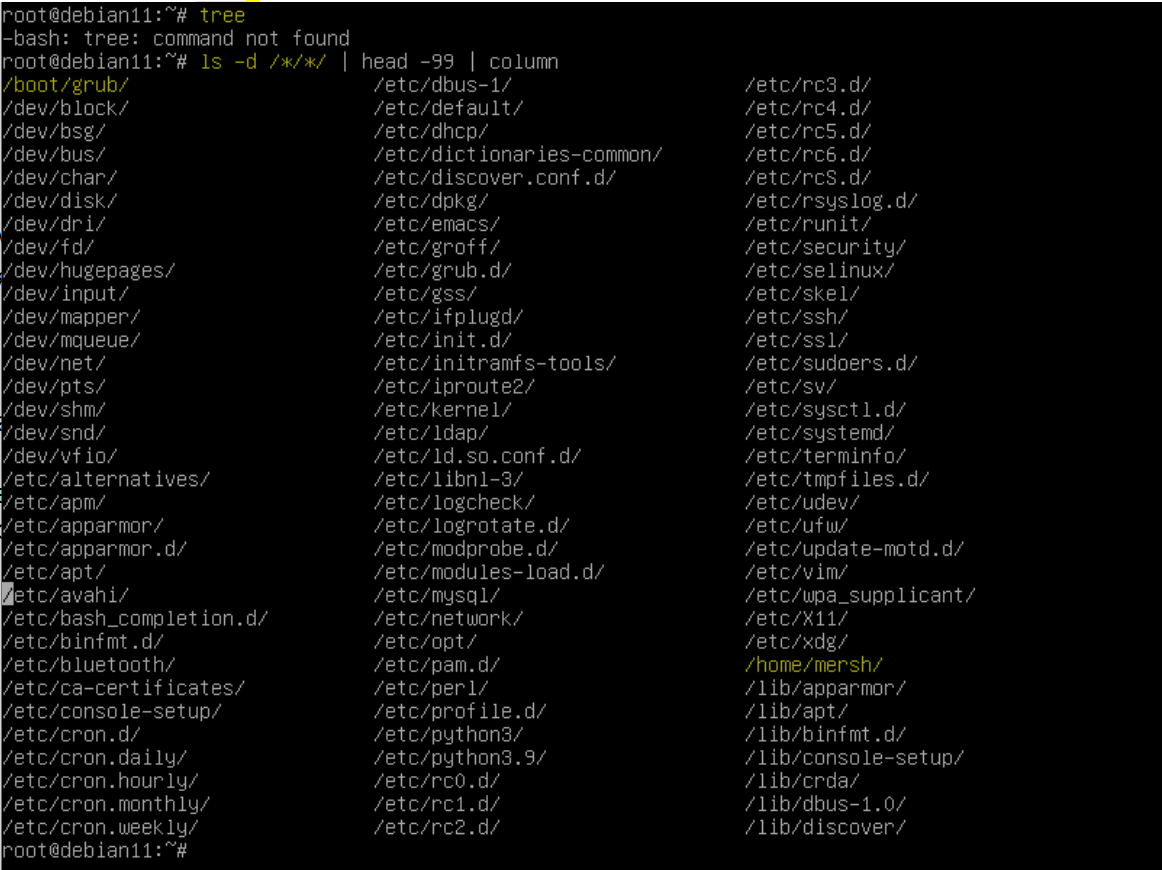 root@debian11:~# tree
-bash: tree: command not found
root@debian11:~# ls -d /*/*/ | head -99 | column
/boot/grub/ /etc/dbus-1/ /etc/rc3.d/
/dev/block/ /etc/default/ /etc/rc4.d/
/dev/bsg/ /etc/dhcp/ /etc/rc5.d/
/dev/bus/ /etc/dictionaries-common/ /etc/rc6.d/
/dev/char/ /etc/discover.conf.d/ /etc/rcS.d/
/dev/disk/ /etc/dpkg/ /etc/rsyslog.d/
/dev/dri/ /etc/emacs/ /etc/runit/
/dev/fd/ /etc/groff/ /etc/security/
/dev/hugepages/ /etc/grub.d/ /etc/selinux/
/dev/input/ /etc/gss/ /etc/skel/
/dev/mapper/ /etc/ifplugd/ /etc/ssh/
/dev/mqueue/ /etc/init.d/ /etc/ssl/
/dev/net/ /etc/initramfs-tools/ /etc/sudoers.d/
/dev/pts/ /etc/iproute2/ /etc/sv/
/dev/shm/ /etc/kernel/ /etc/sysctl.d/
/dev/snd/ /etc/ldap/ /etc/systemd/
/dev/vfio/ /etc/ld.so.conf.d/ /etc/terminfo/
/etc/alternatives/ /etc/libnl-3/ /etc/tmpfiles.d/
/etc/apm/ /etc/logcheck/ /etc/udev/
/etc/apparmor/ /etc/logrotate.d/ /etc/ufw/
/etc/apparmor.d/ /etc/modprobe.d/ /etc/update-motd.d/
/etc/apt/ /etc/modules-load.d/ /etc/vim/
/etc/avahi/ /etc/mysql/ /etc/wpa_supplicant/
/etc/bash_completion.d/ /etc/network/ /etc/X11/
/etc/binfmt.d/ /etc/opt/ /etc/xdg/
/etc/bluetooth/ /etc/pam.d/ /home/mersh/
/etc/ca-certificates/ /etc/perl/ /lib/apparmor/
/etc/console-setup/ /etc/profile.d/ /lib/apt/
/etc/cron.d/ /etc/python3/ /lib/binfmt.d/
/etc/cron.daily/ /etc/python3.9/ /lib/console-setup/
/etc/cron.hourly/ /etc/rc0.d/ /lib/crda/
/etc/cron.monthly/ /etc/rc1.d/ /lib/dbus-1.0/
/etc/cron.weekly/ /etc/rc2.d/ /lib/discover/
root@debian11:~#